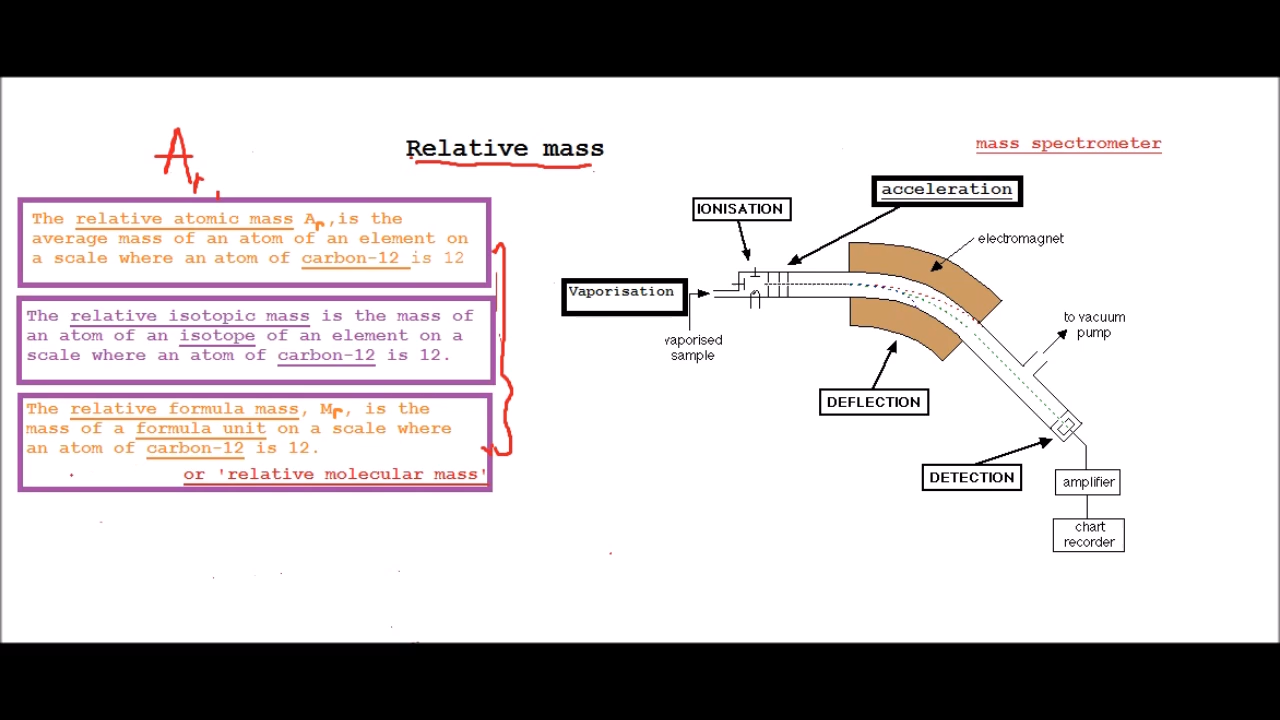 Ar
Relative mass
mass spectrometer
The relative atomic mass Ar,is the
average mass of an atom of an element on
a scale where an atom of carbon-12 is 12
The relative isotopic mass is the mass of
an atom of an isotope of an element on a
scale where an atom of carbon-12 is 12.
The relative formula mass, Mr, is the
mass of a formula unit on a scale where
an atom of carbon-12 is 12.
or 'relative molecular mass'
acceleration
IONISATION
electromagnet
Vaporisation
vaporised
sample
to vacuum
pump
DEFLECTION
DETECTION
amplifier
chart
recorder